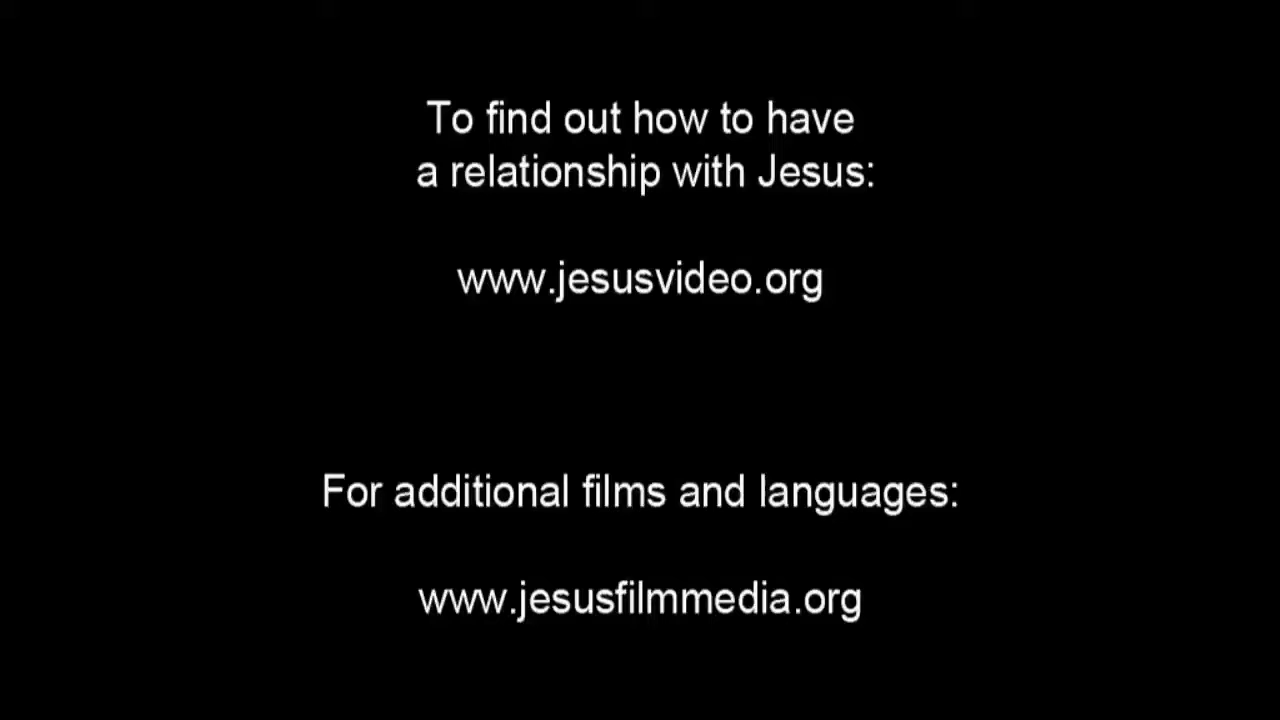 To find out how to have
a relationship with Jesus:
www.jesusvideo.org
For additional films and languages:
www.jesusfilmmedia.org